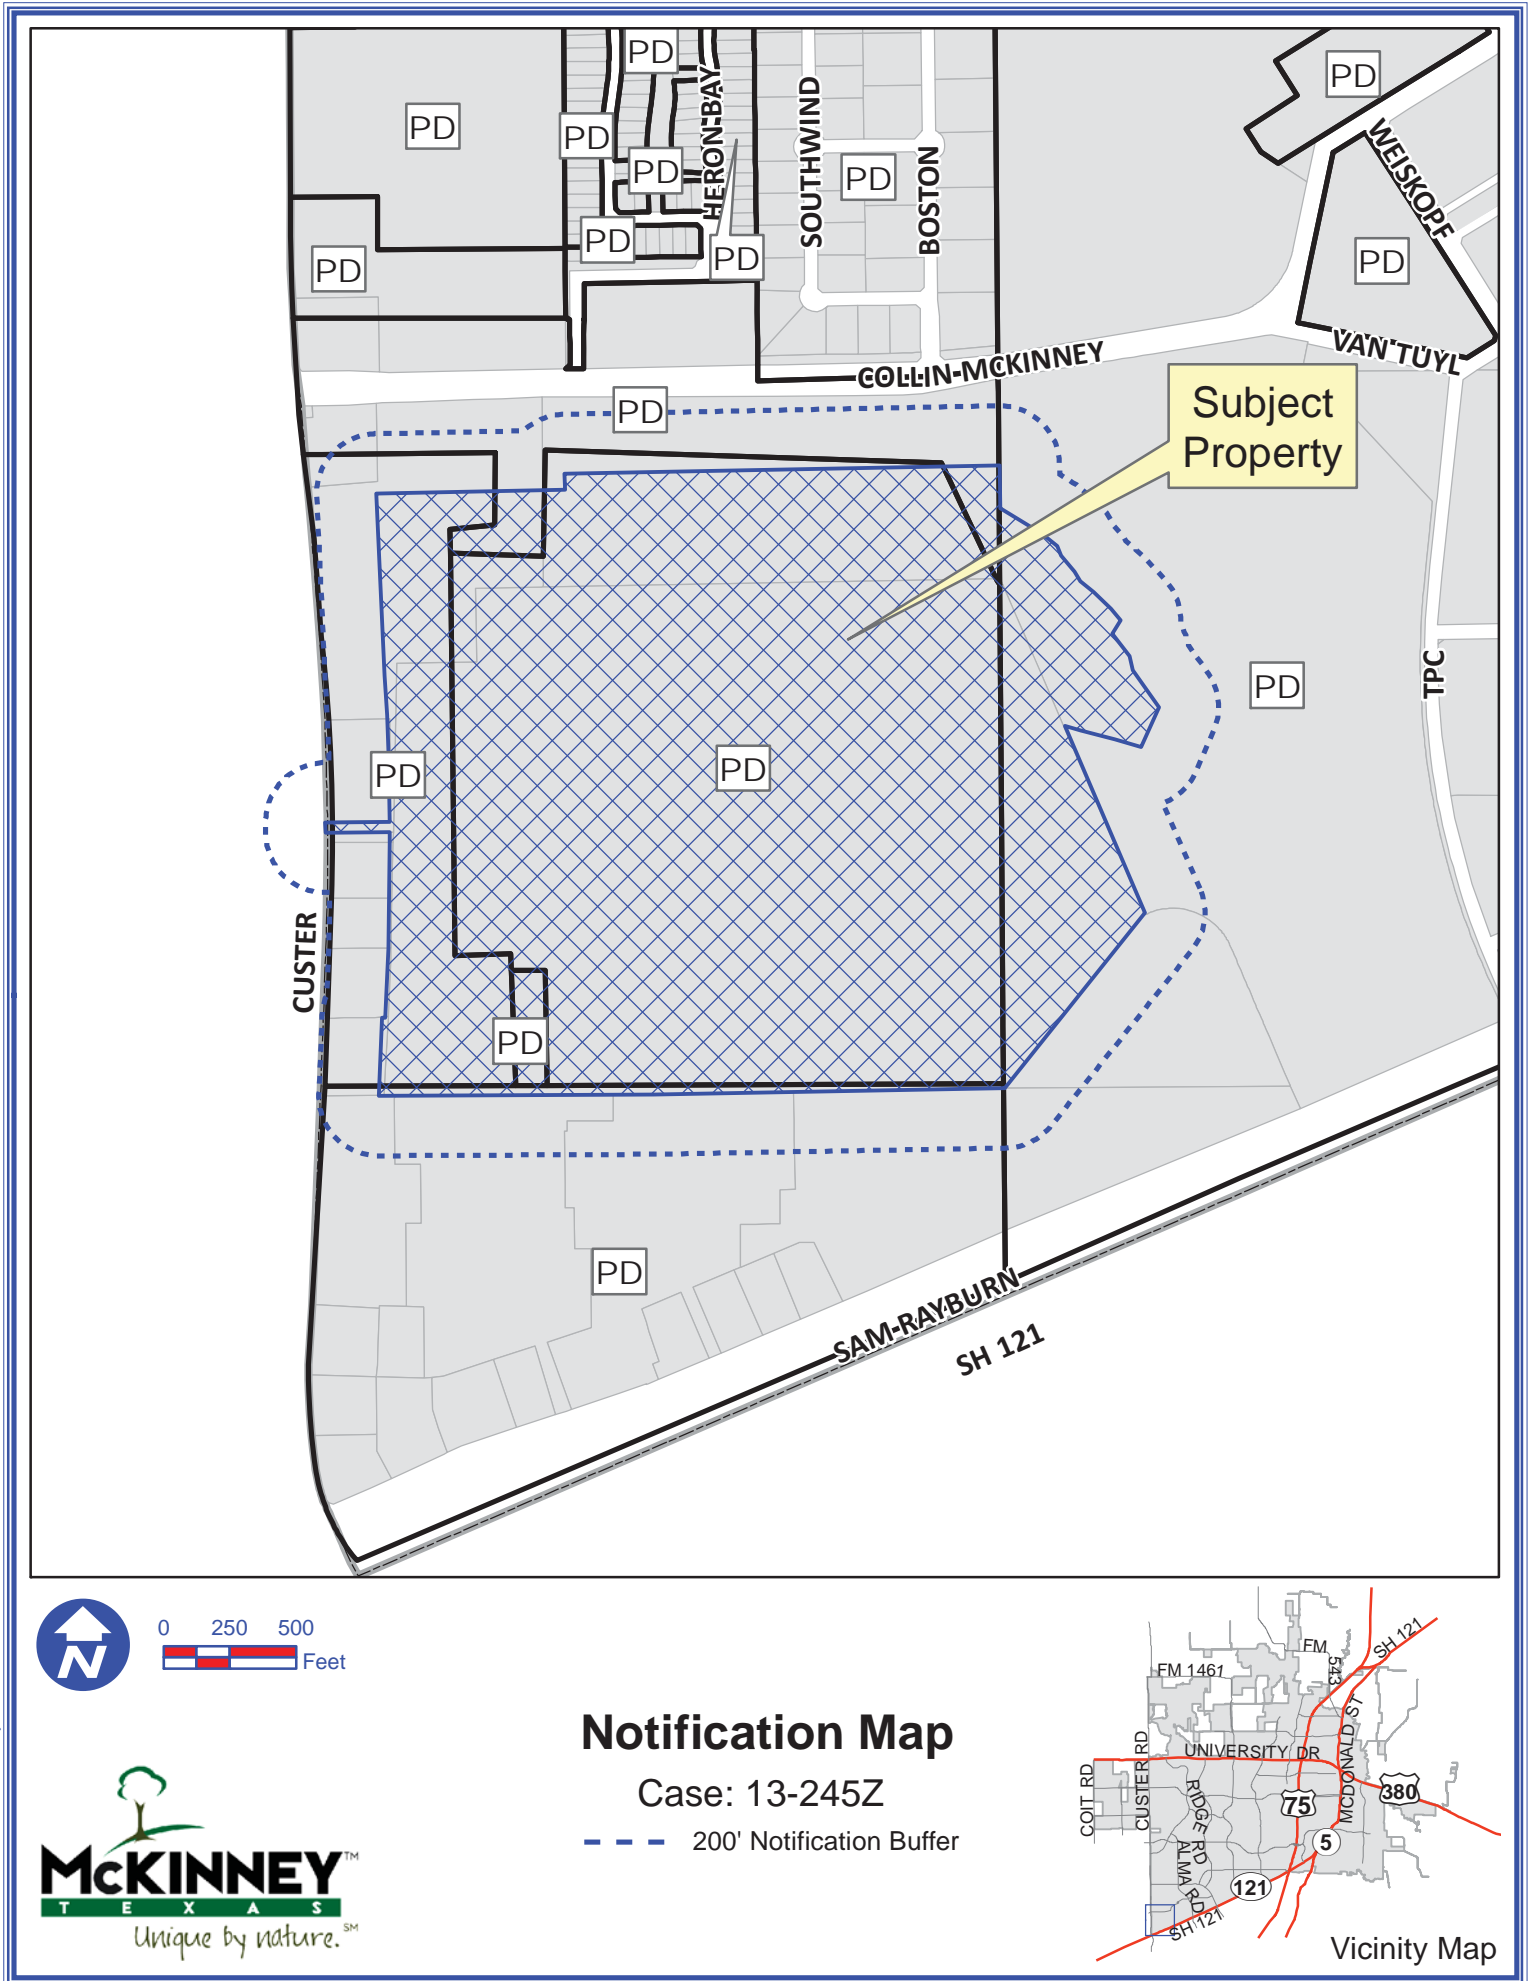 PD
PD
PD
PD
PD
PD
PD
PD
PD
PD
HERON BAY
SOUTHWIND
BOSTON
WEISKOPF
VAN TUYL
COLLIN-MCKINNEY
PD
Subject
Property
TPC
PD
PD
PD
CUSTER
PD
PD
SAM-RAYBURN
SH 121
N
0 250 500
Feet
Notification Map
Case: 13-245Z
200' Notification Buffer
McKINNEY™
TEXAS
Unique by nature.℠
FM 1461
FM
543
SH 121
UNIVERSITY DR
MCDONALD ST
COIT RD
CUSTER RD
RIDGE RD
ALMA RD
75
380
5
121
SH 121
Vicinity Map